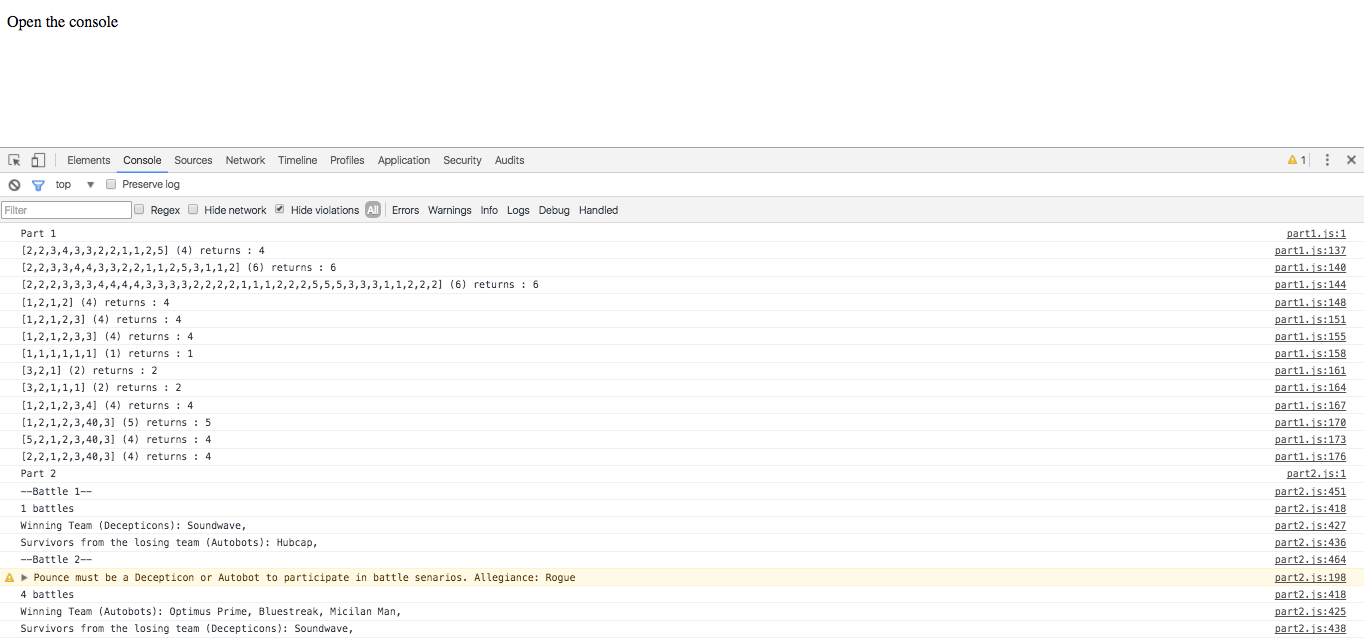 Open the console
Elements Console Sources Network Timeline Profiles Application Security Audits 1
top Preserve log
Filter Regex Hide network Hide violations All Errors Warnings Info Logs Debug Handled
Part 1 part1.js:1
[2,2,3,4,3,3,2,2,1,1,2,5] (4) returns : 4 part1.js:137
[2,2,3,3,4,4,3,3,2,2,1,1,2,5,3,1,1,2] (6) returns : 6 part1.js:140
[2,2,2,3,3,3,4,4,4,4,3,3,3,3,2,2,2,2,1,1,1,2,2,2,5,5,5,3,3,3,1,1,2,2,2] (6) returns : 6 part1.js:144
[1,2,1,2] (4) returns : 4 part1.js:148
[1,2,1,2,3] (4) returns : 4 part1.js:151
[1,2,1,2,3,3] (4) returns : 4 part1.js:155
[1,1,1,1,1,1] (1) returns : 1 part1.js:158
[3,2,1] (2) returns : 2 part1.js:161
[3,2,1,1,1] (2) returns : 2 part1.js:164
[1,2,1,2,3,4] (4) returns : 4 part1.js:167
[1,2,1,2,3,40,3] (5) returns : 5 part1.js:170
[5,2,1,2,3,40,3] (4) returns : 4 part1.js:173
[2,2,1,2,3,40,3] (4) returns : 4 part1.js:176
Part 2 part2.js:1
--Battle 1-- part2.js:451
1 battles part2.js:418
Winning Team (Decepticons): Soundwave, part2.js:427
Survivors from the losing team (Autobots): Hubcap, part2.js:436
--Battle 2-- part2.js:464
Pounce must be a Decepticon or Autobot to participate in battle senarios. Allegiance: Rogue part2.js:198
4 battles part2.js:418
Winning Team (Autobots): Optimus Prime, Bluestreak, Micilan Man, part2.js:425
Survivors from the losing team (Decepticons): Soundwave, part2.js:438